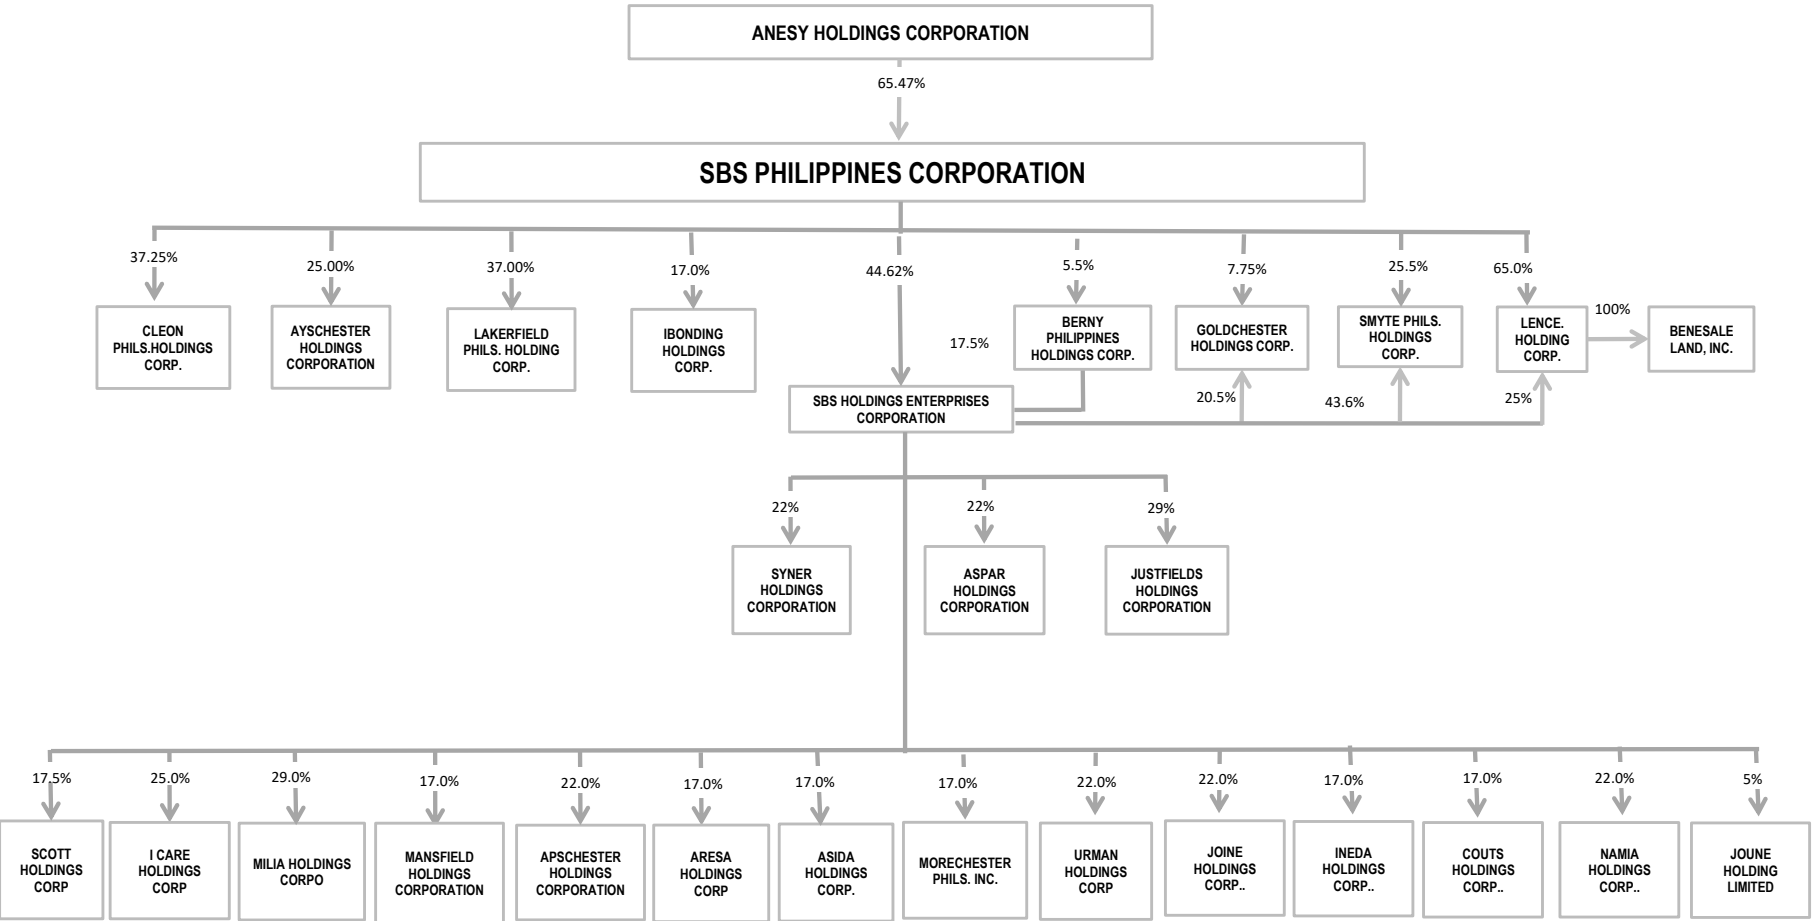 ANESY HOLDINGS CORPORATION
65.47%
SBS PHILIPPINES CORPORATION
37.25%
25.00%
37.00%
17.0%
44.62%
5.5%
7.75%
25.5%
65.0%
CLEON
PHILS.HOLDINGS
CORP.
AYSCHESTER
HOLDINGS
CORPORATION
LAKERFIELD
PHILS. HOLDING
CORP.
IBONDING
HOLDINGS
CORP.
17.5%
BERNY
PHILIPPINES
HOLDINGS CORP.
GOLDCHESTER
HOLDINGS CORP.
SMYTE PHILS.
HOLDINGS
CORP.
LENCE.
HOLDING
CORP.
100%
BENESALE
LAND, INC.
SBS HOLDINGS ENTERPRISES
CORPORATION
20.5%
43.6%
25%
22%
22%
29%
SYNER
HOLDINGS
CORPORATION
ASPAR
HOLDINGS
CORPORATION
JUSTFIELDS
HOLDINGS
CORPORATION
17.5%
25.0%
29.0%
17.0%
22.0%
17.0%
17.0%
17.0%
22.0%
22.0%
17.0%
17.0%
22.0%
5%
SCOTT
HOLDINGS
CORP
I CARE
HOLDINGS
CORP
MILIA HOLDINGS
CORPO
MANSFIELD
HOLDINGS
CORPORATION
APSCHESTER
HOLDINGS
CORPORATION
ARESA
HOLDINGS
CORP
ASIDA
HOLDINGS
CORP.
MORECHESTER
PHILS. INC.
URMAN
HOLDINGS
CORP
JOINE
HOLDINGS
CORP..
INEDA
HOLDINGS
CORP..
COUTS
HOLDINGS
CORP..
NAMIA
HOLDINGS
CORP..
JOUNE
HOLDING
LIMITED